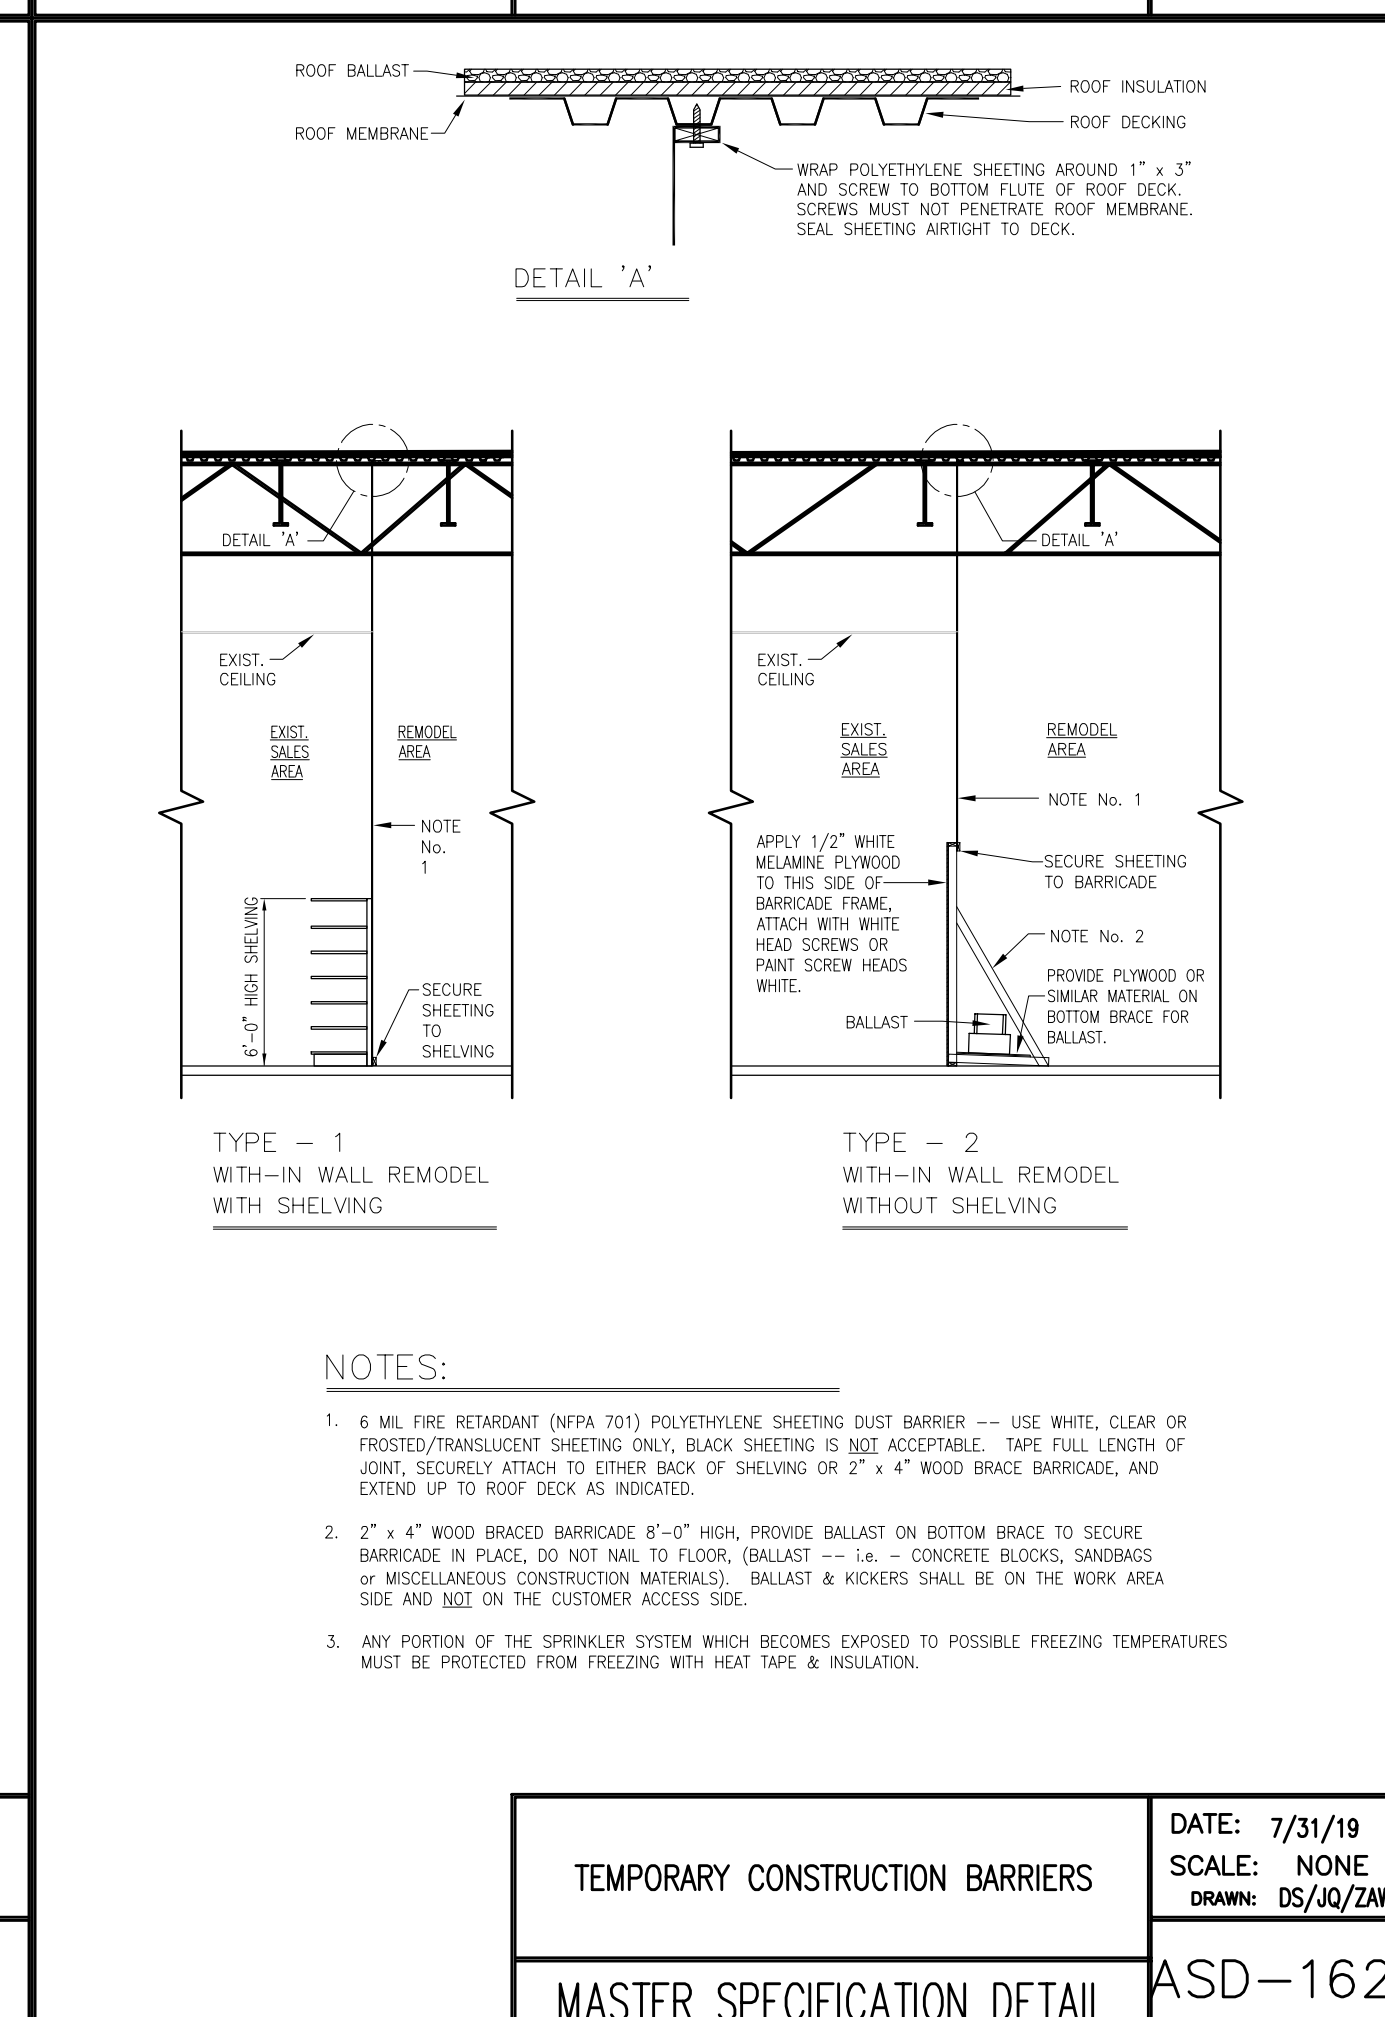 ROOF BALLAST
ROOF MEMBRANE
ROOF INSULATION
ROOF DECKING
WRAP POLYETHYLENE SHEETING AROUND 1" x 3"
AND SCREW TO BOTTOM FLUTE OF ROOF DECK.
SCREWS MUST NOT PENETRATE ROOF MEMBRANE.
SEAL SHEETING AIRTIGHT TO DECK.
DETAIL 'A'
DETAIL 'A'
EXIST.
CEILING
EXIST.
SALES
AREA
REMODEL
AREA
NOTE
No.
1
6'-0" HIGH SHELVING
SECURE
SHEETING
TO
SHELVING
TYPE - 1
WITH-IN WALL REMODEL
WITH SHELVING
DETAIL 'A'
EXIST.
CEILING
EXIST.
SALES
AREA
REMODEL
AREA
NOTE No. 1
APPLY 1/2" WHITE
MELAMINE PLYWOOD
TO THIS SIDE OF
BARRICADE FRAME,
ATTACH WITH WHITE
HEAD SCREWS OR
PAINT SCREW HEADS
WHITE.
SECURE SHEETING
TO BARRICADE
NOTE No. 2
PROVIDE PLYWOOD OR
SIMILAR MATERIAL ON
BOTTOM BRACE FOR
BALLAST.
BALLAST
TYPE - 2
WITH-IN WALL REMODEL
WITHOUT SHELVING
NOTES:
1. 6 MIL FIRE RETARDANT (NFPA 701) POLYETHYLENE SHEETING DUST BARRIER -- USE WHITE, CLEAR OR
FROSTED/TRANSLUCENT SHEETING ONLY, BLACK SHEETING IS NOT ACCEPTABLE. TAPE FULL LENGTH OF
JOINT, SECURELY ATTACH TO EITHER BACK OF SHELVING OR 2" x 4" WOOD BRACE BARRICADE, AND
EXTEND UP TO ROOF DECK AS INDICATED.
2. 2" x 4" WOOD BRACED BARRICADE 8'-0" HIGH, PROVIDE BALLAST ON BOTTOM BRACE TO SECURE
BARRICADE IN PLACE, DO NOT NAIL TO FLOOR, (BALLAST -- i.e. - CONCRETE BLOCKS, SANDBAGS
or MISCELLANEOUS CONSTRUCTION MATERIALS). BALLAST & KICKERS SHALL BE ON THE WORK AREA
SIDE AND NOT ON THE CUSTOMER ACCESS SIDE.
3. ANY PORTION OF THE SPRINKLER SYSTEM WHICH BECOMES EXPOSED TO POSSIBLE FREEZING TEMPERATURES
MUST BE PROTECTED FROM FREEZING WITH HEAT TAPE & INSULATION.
TEMPORARY CONSTRUCTION BARRIERS
DATE: 7/31/19
SCALE: NONE
DRAWN: DS/JQ/ZAW
MASTER SPECIFICATION DETAIL
ASD-162